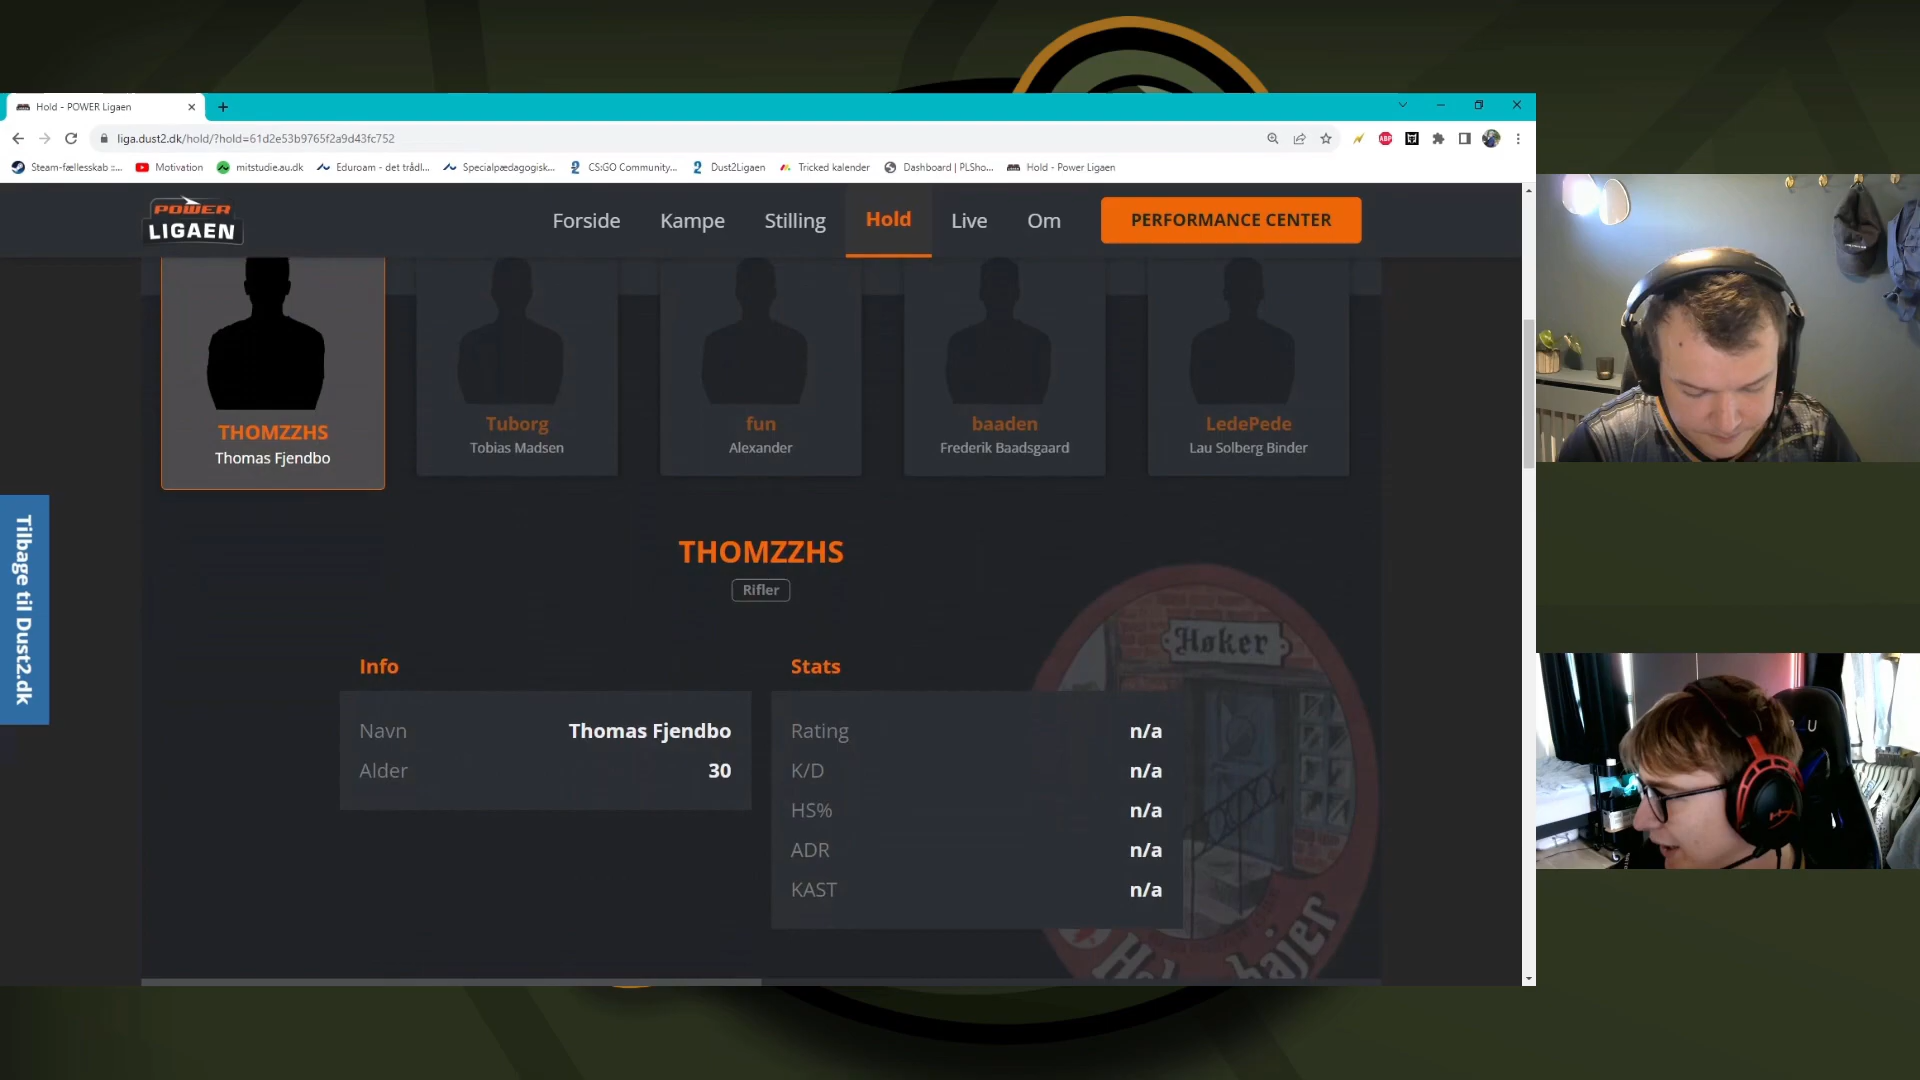 Hold - POWER Ligaen
liga.dust2.dk/hold/?hold=61d2e53b9765f2a9d43fc752
ABP
Steam-fællesskab ::...
Motivation
mitstudie.au.dk
Eduroam - det trådl...
Specialpædagogisk...
CS:GO Community...
Dust2Ligaen
Tricked kalender
Dashboard | PLSho...
Hold - Power Ligaen
POWER
LIGAEN
Forside
Kampe
Stilling
Hold
Live
Om
PERFORMANCE CENTER
THOMZZHS
Thomas Fjendbo
Tuborg
Tobias Madsen
fun
Alexander
baaden
Frederik Baadsgaard
LedePede
Lau Solberg Binder
Tilbage til Dust2.dk
THOMZZHS
Rifler
Høker
Info
Navn Thomas Fjendbo
Alder 30
Stats
Rating n/a
K/D n/a
HS% n/a
ADR n/a
KAST n/a